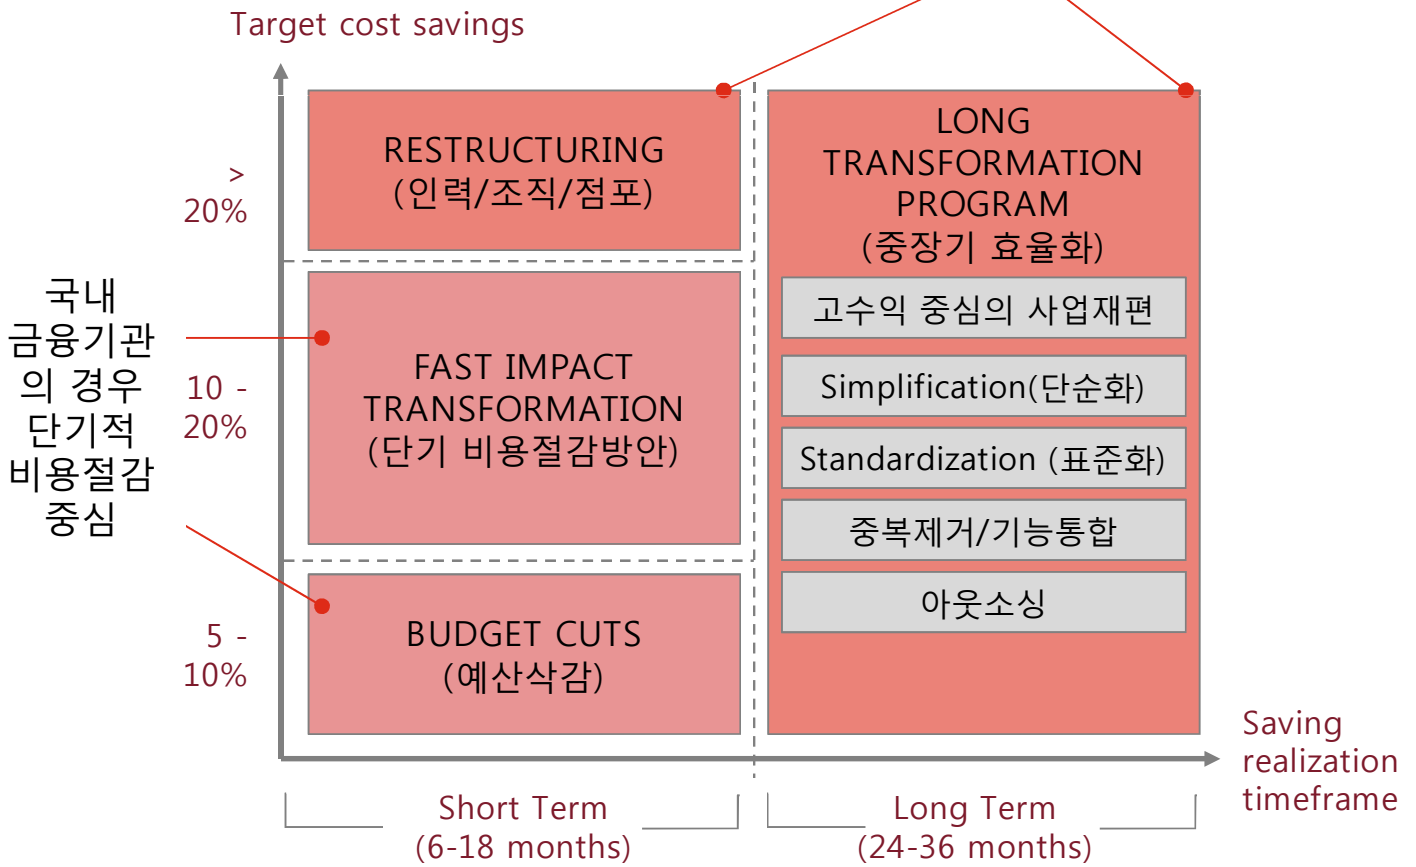 Target cost savings
>
20%
10 -
20%
5 -
10%
국내
금융기관
의 경우
단기적
비용절감
중심
RESTRUCTURING
(인력/조직/점포)
FAST IMPACT
TRANSFORMATION
(단기 비용절감방안)
BUDGET CUTS
(예산삭감)
LONG
TRANSFORMATION
PROGRAM
(중장기 효율화)
고수익 중심의 사업재편
Simplification(단순화)
Standardization (표준화)
중복제거/기능통합
아웃소싱
Short Term
(6-18 months)
Long Term
(24-36 months)
Saving
realization
timeframe